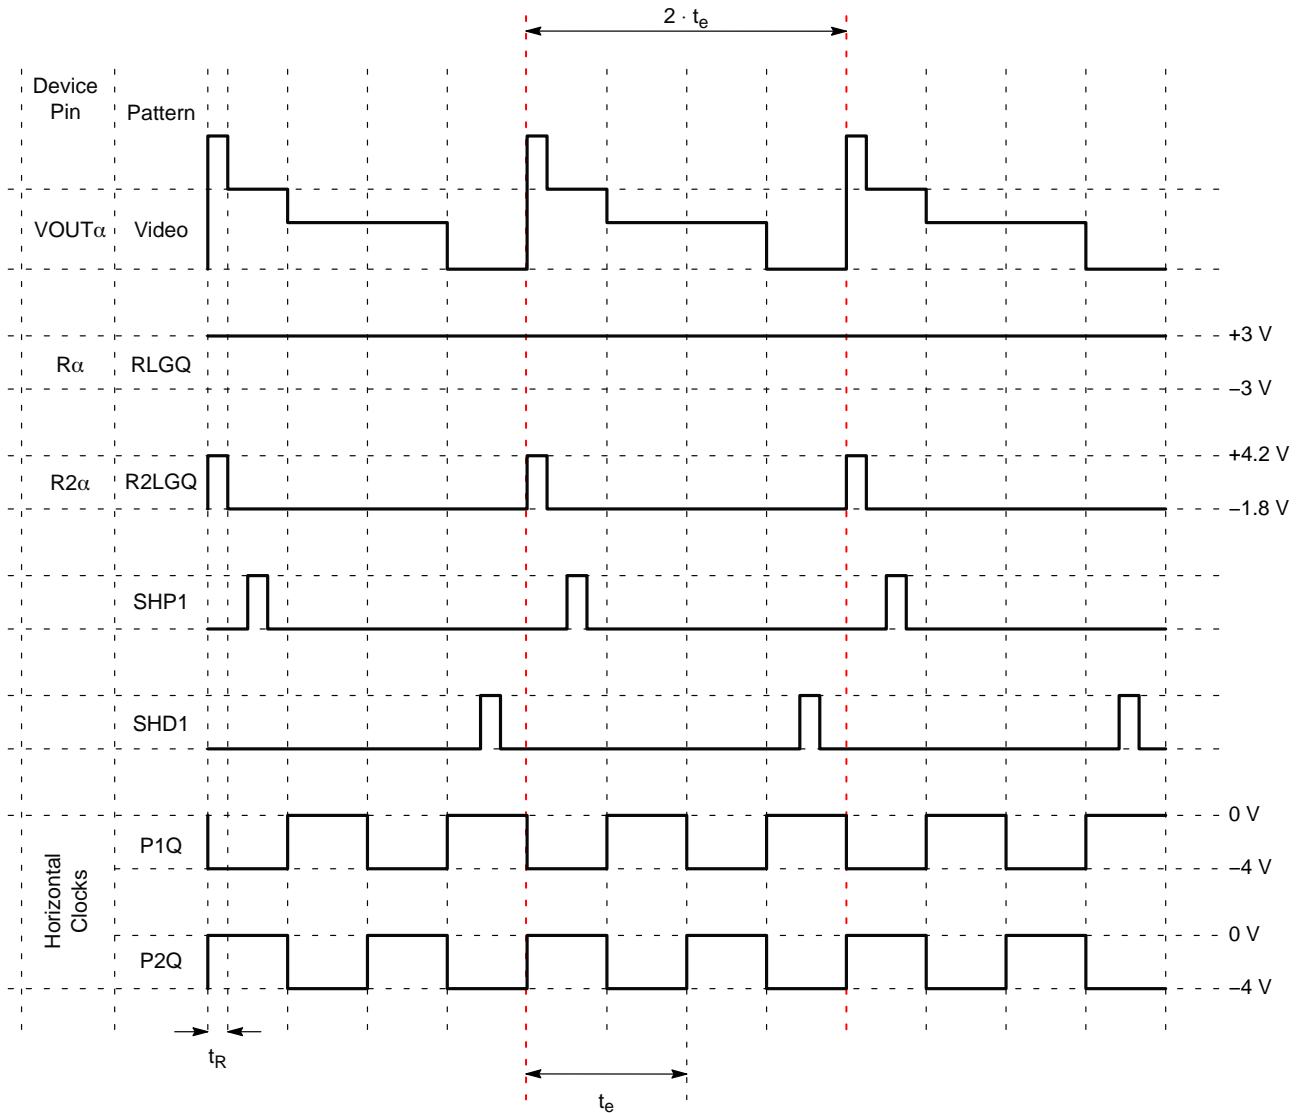 2 · te
Device
Pin
Pattern
VOUTα
Video
+3 V
Rα
RLGQ
−3 V
+4.2 V
R2α
R2LGQ
−1.8 V
SHP1
SHD1
0 V
P1Q
−4 V
Horizontal
Clocks
0 V
P2Q
−4 V
tR
te